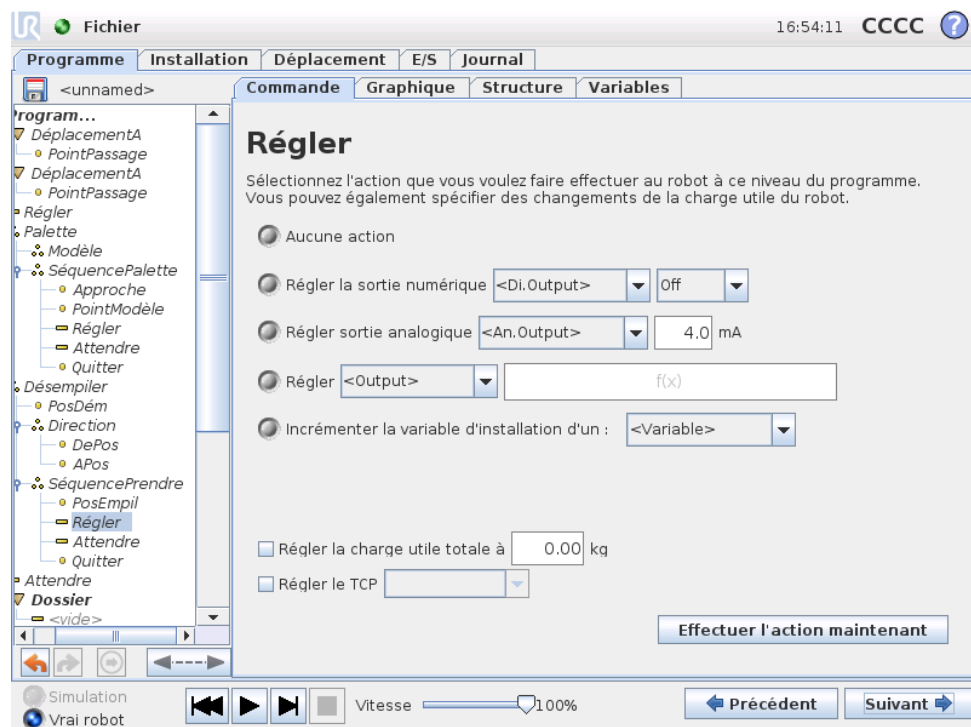 UR Fichier 16:54:11 CCCC ?
Programme Installation Déplacement E/S Journal
<unnamed> Commande Graphique Structure Variables
Program...
DéplacementA
PointPassage
DéplacementA
PointPassage
Régler
Palette
Modèle
SéquencePalette
Approche
PointModèle
Régler
Attendre
Quitter
Désempiler
PosDém
Direction
DePos
APos
SéquencePrendre
PosEmpil
Régler
Attendre
Quitter
Attendre
Dossier
<vide>
Régler
Sélectionnez l'action que vous voulez faire effectuer au robot à ce niveau du programme.
Vous pouvez également spécifier des changements de la charge utile du robot.
Aucune action
Régler la sortie numérique <Di.Output> Off
Régler sortie analogique <An.Output> 4.0 mA
Régler <Output> f(x)
Incrémenter la variable d'installation d'un : <Variable>
Régler la charge utile totale à 0.00 kg
Régler le TCP
Effectuer l'action maintenant
Simulation
Vrai robot
Vitesse 100%
Précédent Suivant